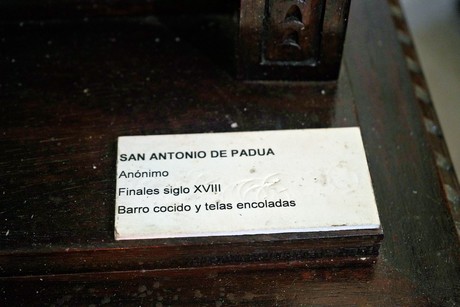 SAN ANTONIO DE PADUA
Anónimo
Finales siglo XVIII
Barro cocido y telas encoladas